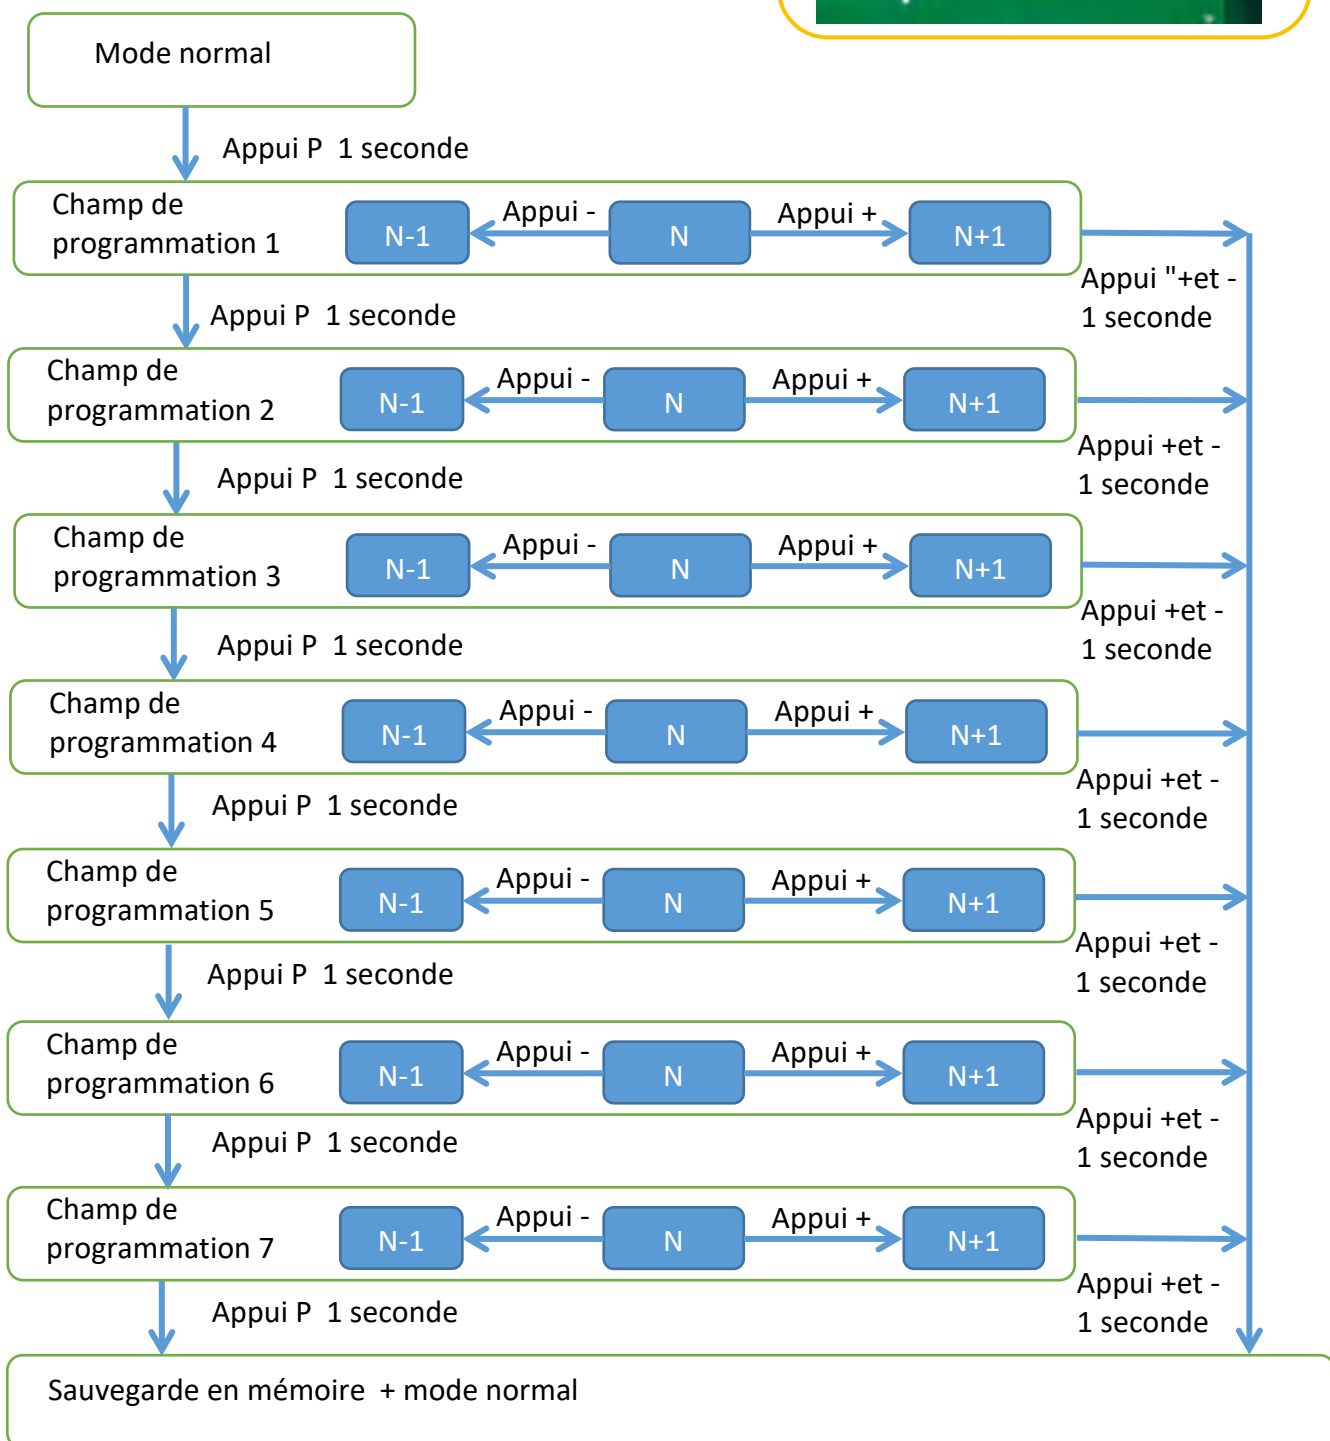 Mode normal
Appui P  1 seconde
Champ de
programmation 1
N-1
Appui -
N
Appui +
N+1
Appui "+et -
1 seconde
Appui P  1 seconde
Champ de
programmation 2
N-1
Appui -
N
Appui +
N+1
Appui +et -
1 seconde
Appui P  1 seconde
Champ de
programmation 3
N-1
Appui -
N
Appui +
N+1
Appui +et -
1 seconde
Appui P  1 seconde
Champ de
programmation 4
N-1
Appui -
N
Appui +
N+1
Appui +et -
1 seconde
Appui P  1 seconde
Champ de
programmation 5
N-1
Appui -
N
Appui +
N+1
Appui +et -
1 seconde
Appui P  1 seconde
Champ de
programmation 6
N-1
Appui -
N
Appui +
N+1
Appui +et -
1 seconde
Appui P  1 seconde
Champ de
programmation 7
N-1
Appui -
N
Appui +
N+1
Appui +et -
1 seconde
Appui P  1 seconde
Sauvegarde en mémoire  + mode normal